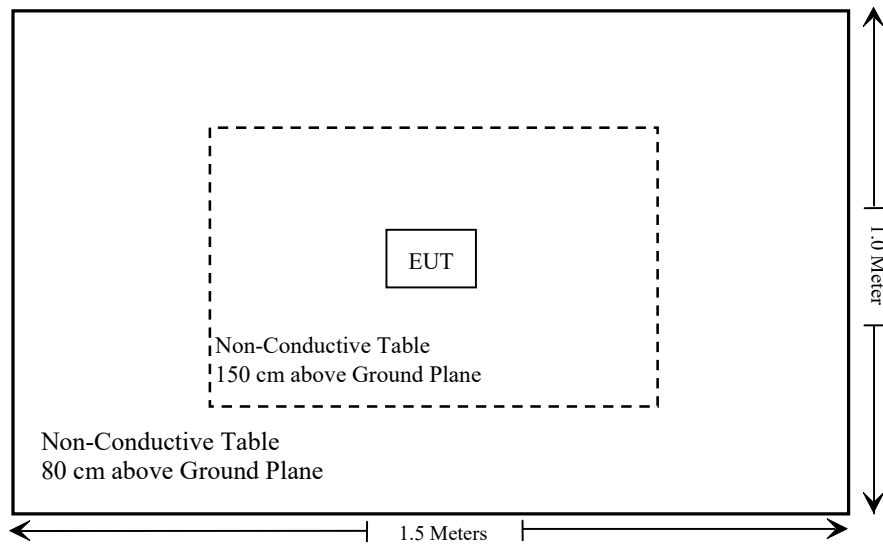 EUT
Non-Conductive Table
150 cm above Ground Plane
Non-Conductive Table
80 cm above Ground Plane
1.0 Meter
1.5 Meters